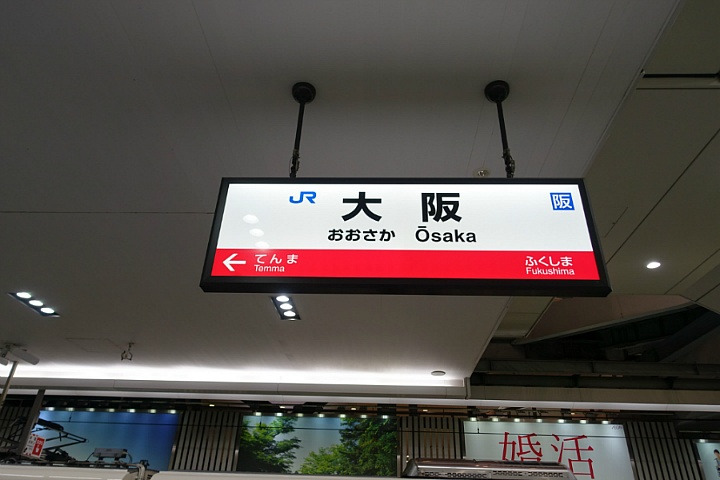 JR 大阪 阪
おおさか Ōsaka
← てんま ふくしま
Temma Fukushima
婚活